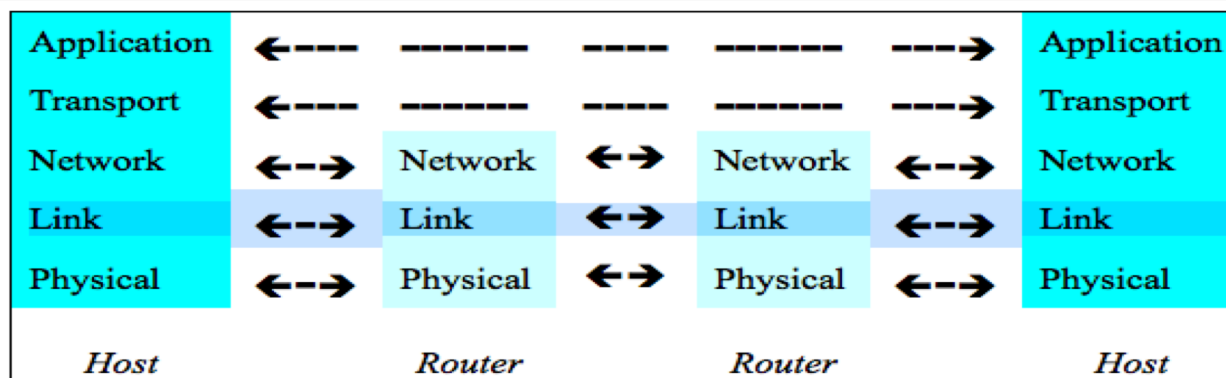 Application Application
Transport Transport
Network Network Network Network
Link Link Link Link
Physical Physical Physical Physical
Host Router Router Host